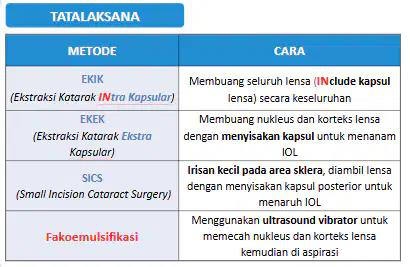 TATALAKSANA
METODE
CARA
EKIK
(Ekstraksi Katarak INtra Kapsular)
Membuang seluruh lensa (INclude kapsul
lensa) secara keseluruhan
EKEK
(Ekstraksi Katarak Ekstra
Kapsular)
Membuang nukleus dan korteks lensa
dengan menyisakan kapsul untuk menanam
IOL
SICS
(Small Incision Cataract Surgery)
Irisan kecil pada area sklera, diambil lensa
dengan menyisakan kapsul posterior untuk
menaruh IOL
Fakoemulsifikasi
Menggunakan ultrasound vibrator untuk
memecah nukleus dan korteks lensa
kemudian di aspirasi